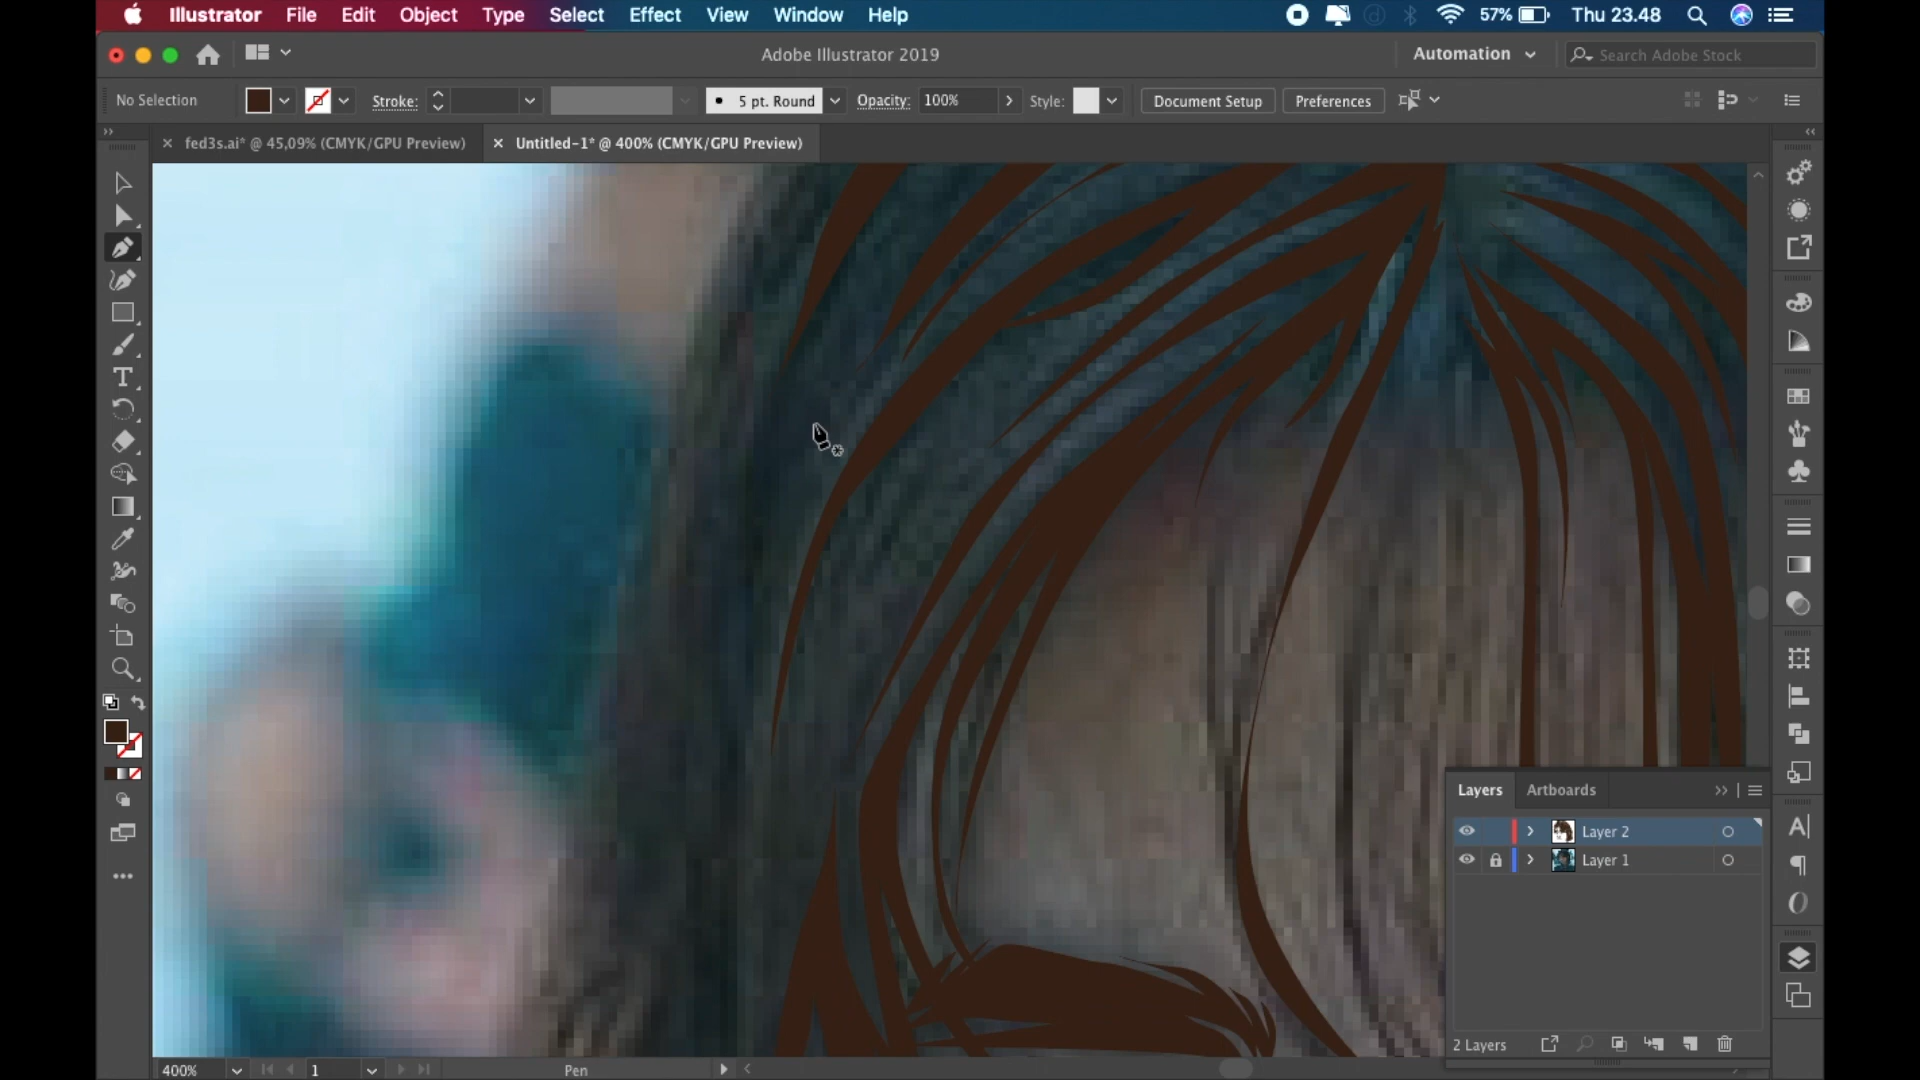 Illustrator File Edit Object Type Select Effect View Window Help 57% Thu 23.48
Adobe Illustrator 2019 Automation Search Adobe Stock
No Selection Stroke: 5 pt. Round Opacity: 100% Style: Document Setup Preferences
fed3s.ai* @ 45,09% (CMYK/GPU Preview) Untitled-1* @ 400% (CMYK/GPU Preview)
Layers Artboards
Layer 2
Layer 1
2 Layers
400% 1 Pen